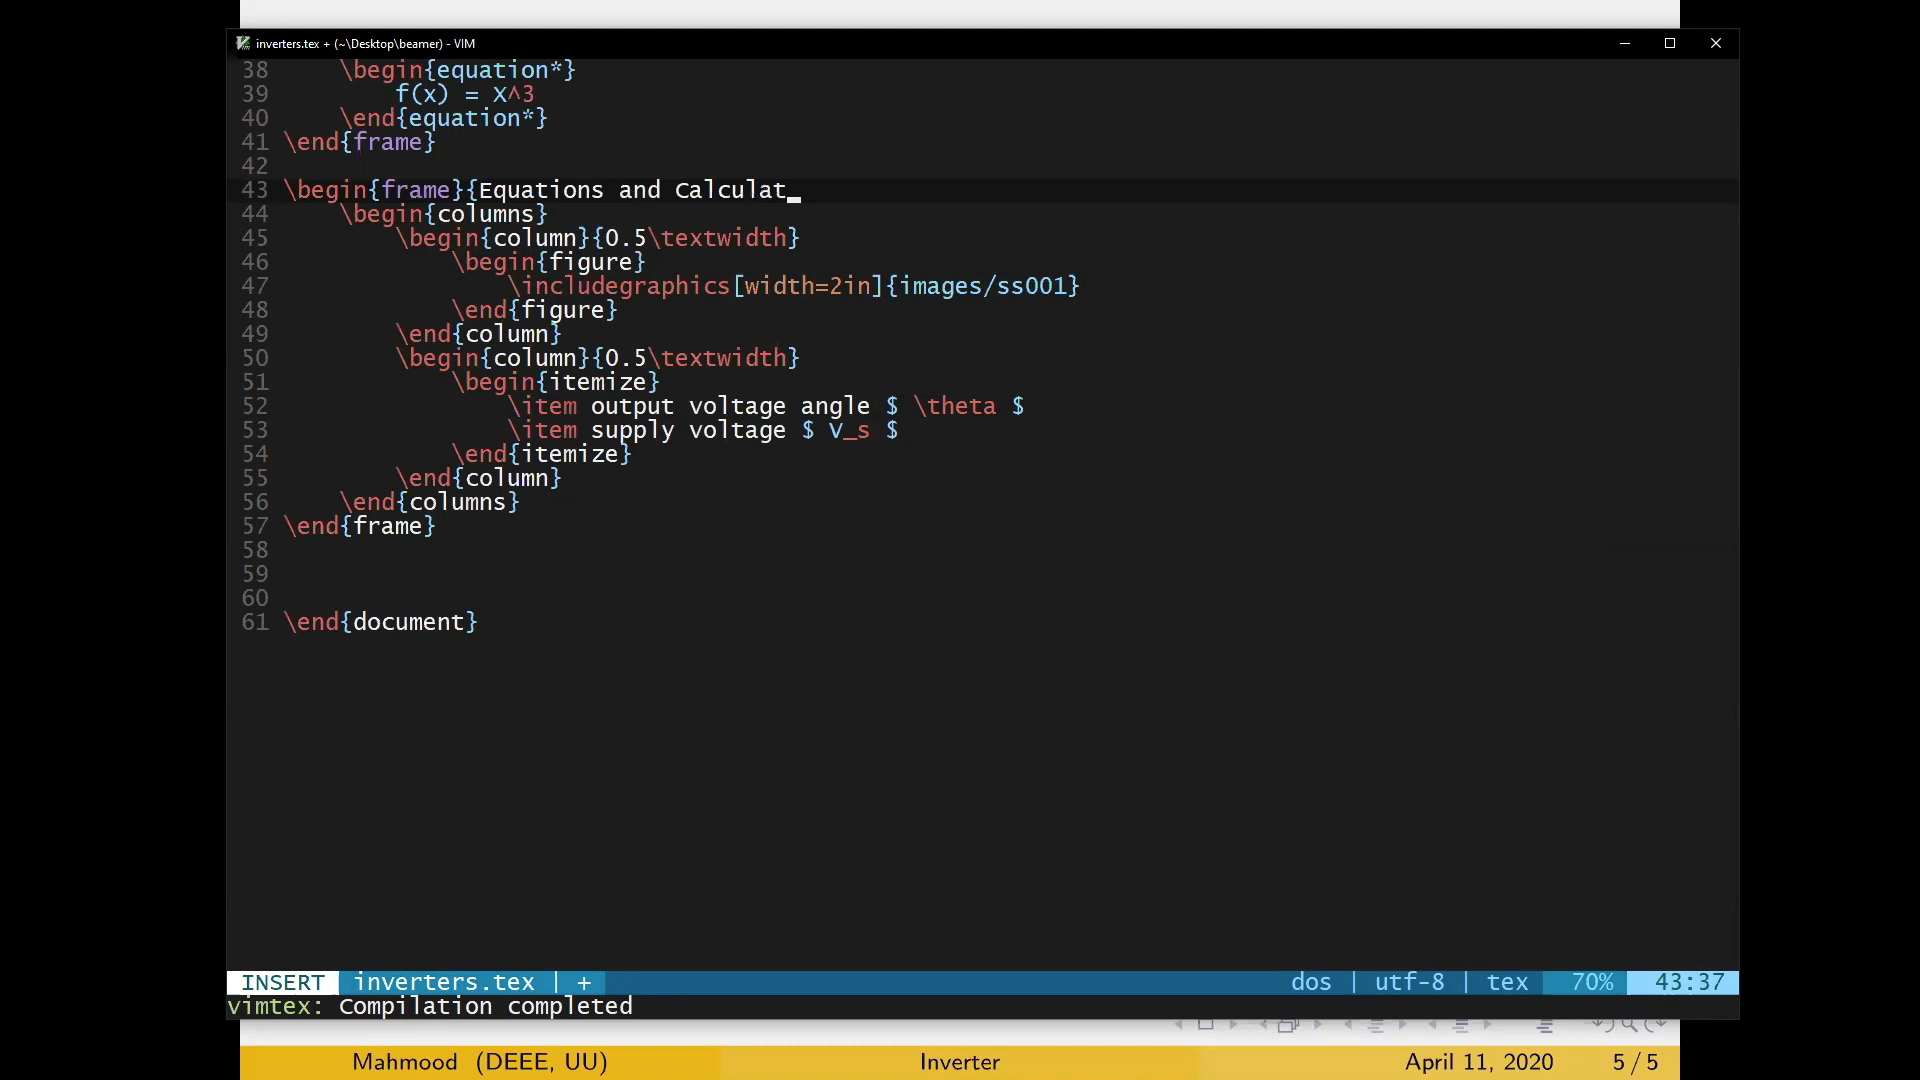 inverters.tex + (~\Desktop\beamer) - VIM
38 \begin{equation*}
39 f(x) = X^3
40 \end{equation*}
41 \end{frame}
42
43 \begin{frame}{Equations and Calculat
44 \begin{columns}
45 \begin{column}{0.5\textwidth}
46 \begin{figure}
47 \includegraphics[width=2in]{images/ss001}
48 \end{figure}
49 \end{column}
50 \begin{column}{0.5\textwidth}
51 \begin{itemize}
52 \item output voltage angle $ \theta $
53 \item supply voltage $ V_s $
54 \end{itemize}
55 \end{column}
56 \end{columns}
57 \end{frame}
58
59
60
61 \end{document}
INSERT inverters.tex | + dos | utf-8 | tex 70% 43:37
vimtex: Compilation completed
Mahmood (DEEE, UU) Inverter April 11, 2020 5 / 5